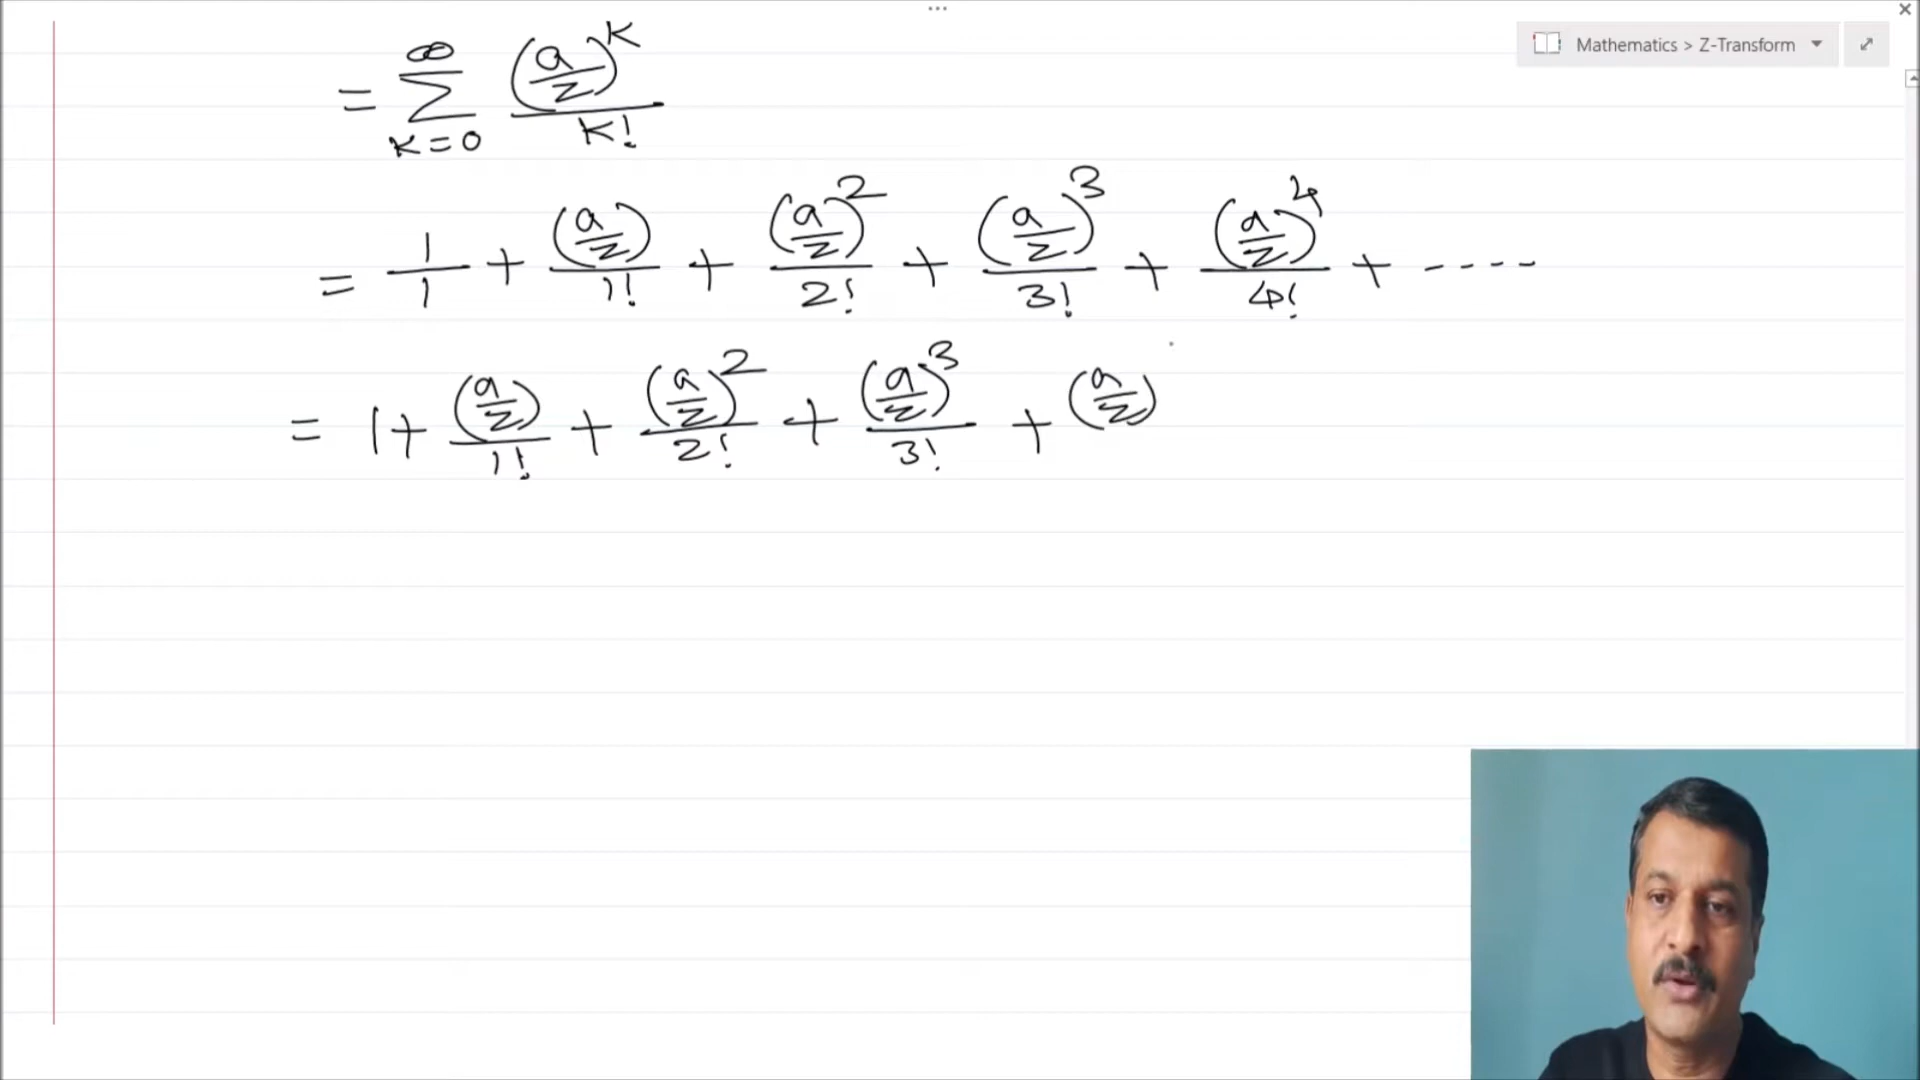 Mathematics > Z-Transform
= ∞ Σ K=0 (a/z)^K / K!
= 1/1 + (a/z)/1! + (a/z)^2/2! + (a/z)^3/3! + (a/z)^4/4! + ----
= 1 + (a/z)/1! + (a/z)^2/2! + (a/z)^3/3! + (a/z)